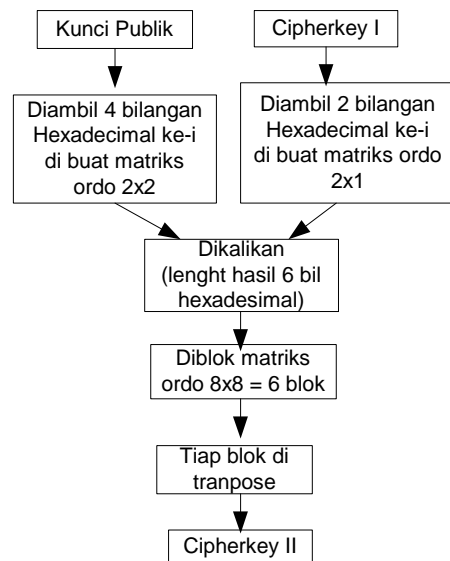 Kunci Publik
Cipherkey I
Diambil 4 bilangan
Hexadecimal ke-i
di buat matriks
ordo 2x2
Diambil 2 bilangan
Hexadecimal ke-i
di buat matriks ordo
2x1
Dikalikan
(lenght hasil 6 bil
hexadesimal)
Diblok matriks
ordo 8x8 = 6 blok
Tiap blok di
tranpose
Cipherkey II